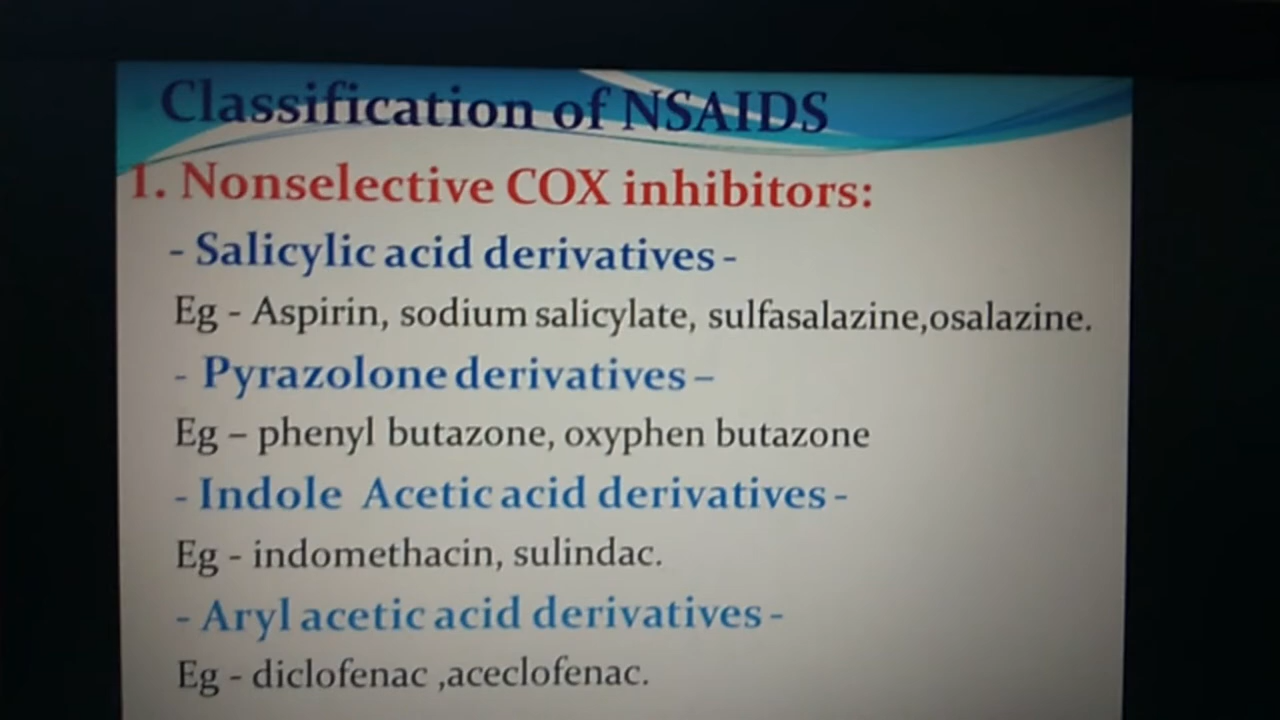 Classification of NSAIDS
1. Nonselective COX inhibitors:
- Salicylic acid derivatives -
Eg - Aspirin, sodium salicylate, sulfasalazine,osalazine.
- Pyrazolone derivatives –
Eg – phenyl butazone, oxyphen butazone
- Indole Acetic acid derivatives -
Eg - indomethacin, sulindac.
- Aryl acetic acid derivatives -
Eg - diclofenac ,aceclofenac.